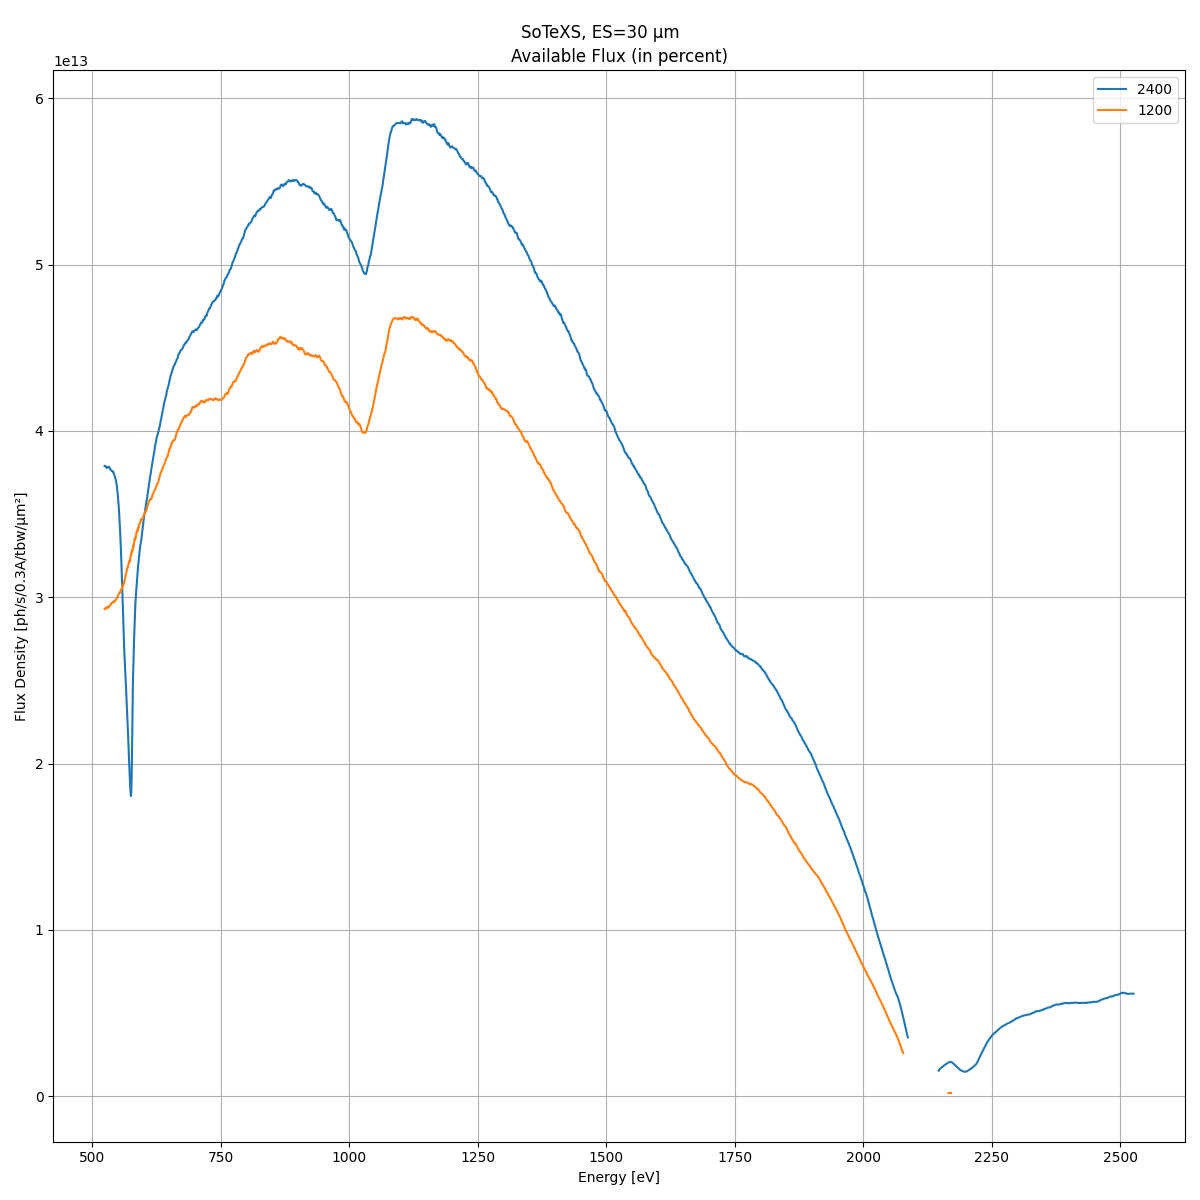 SoTeXS, ES=30 µm
Available Flux (in percent)
1e13
2400
1200
6
5
4
3
2
1
0
Flux Density [ph/s/0.3A/tbw/µm²]
500 750 1000 1250 1500 1750 2000 2250 2500
Energy [eV]